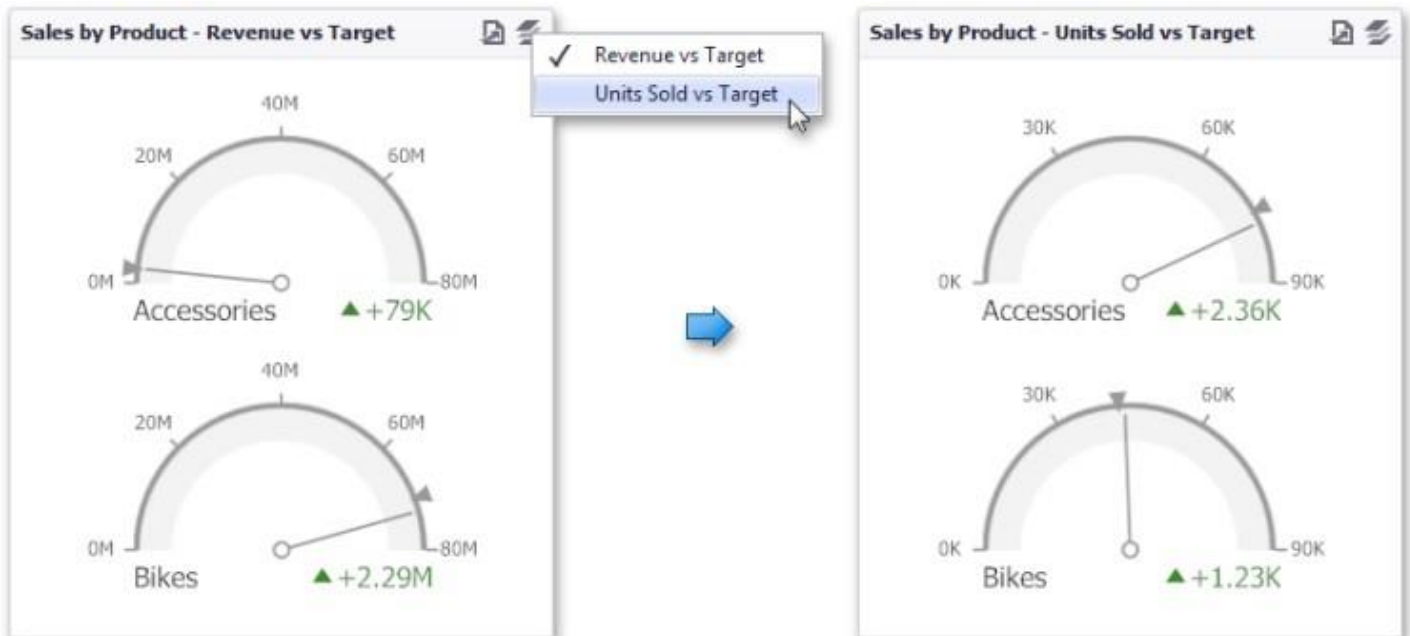 Sales by Product - Revenue vs Target
Revenue vs Target
Units Sold vs Target
40M
20M
60M
0M
80M
Accessories
+79K
40M
20M
60M
0M
80M
Bikes
+2.29M
Sales by Product - Units Sold vs Target
30K
60K
0K
90K
Accessories
+2.36K
30K
60K
0K
90K
Bikes
+1.23K